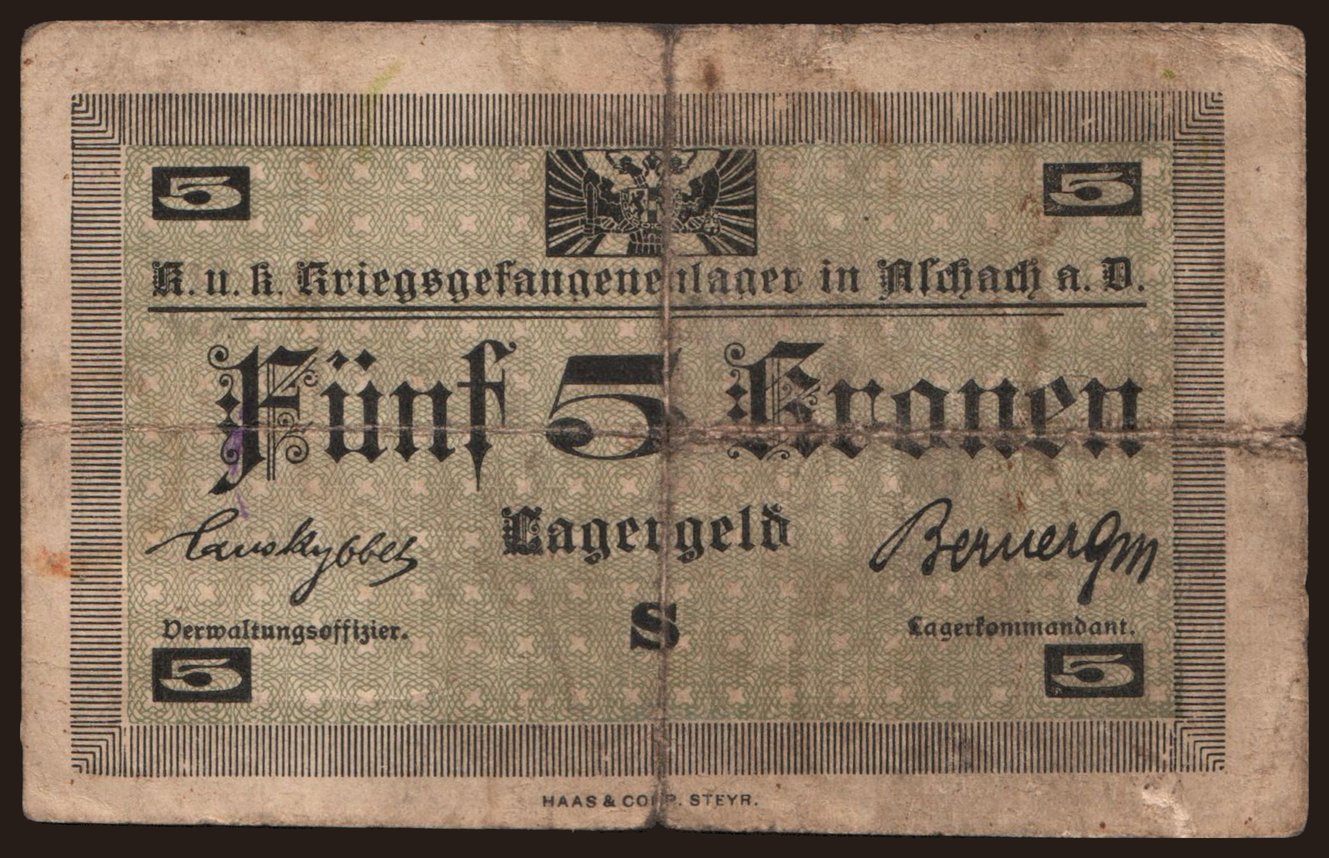 5 5
K. u. k. Kriegsgefangenenlager in Aschach a. D.
Fünf 5 Kronen
Lagergeld
S
Verwaltungsoffizier. Lagerkommandant.
5 5
HAAS & COMP. STEYR.